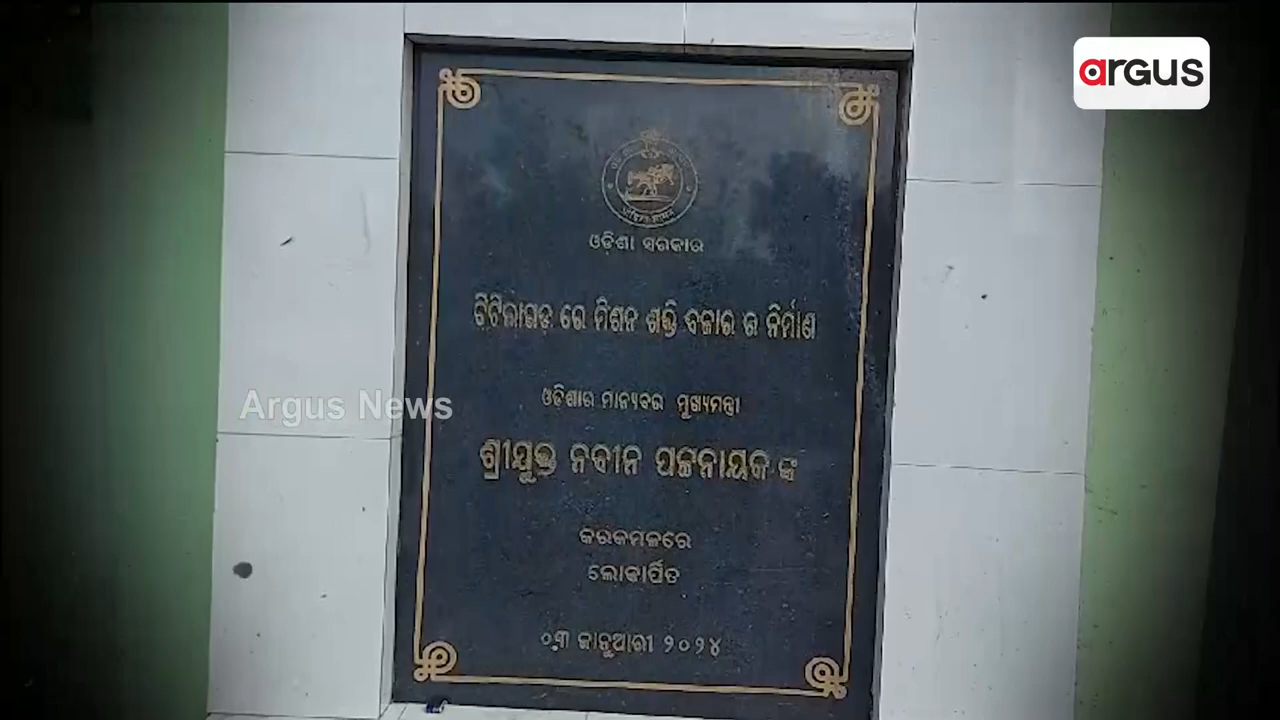 argus
ଓଡ଼ିଶା ସରକାର
ଟିଟିଲାଗଡ଼ ରେ ମିଶନ ଶକ୍ତି ବଜାର ର ନିର୍ମାଣ
Argus News
ଓଡ଼ିଶାର ମାନ୍ୟବର ମୁଖ୍ୟମନ୍ତ୍ରୀ
ଶ୍ରୀଯୁକ୍ତ ନବୀନ ପଟ୍ଟନାୟକ ଙ୍କ
କରକମଳରେ
ଲୋକାର୍ପିତ
୦୩ ଜାନୁଆରୀ ୨୦୨୪